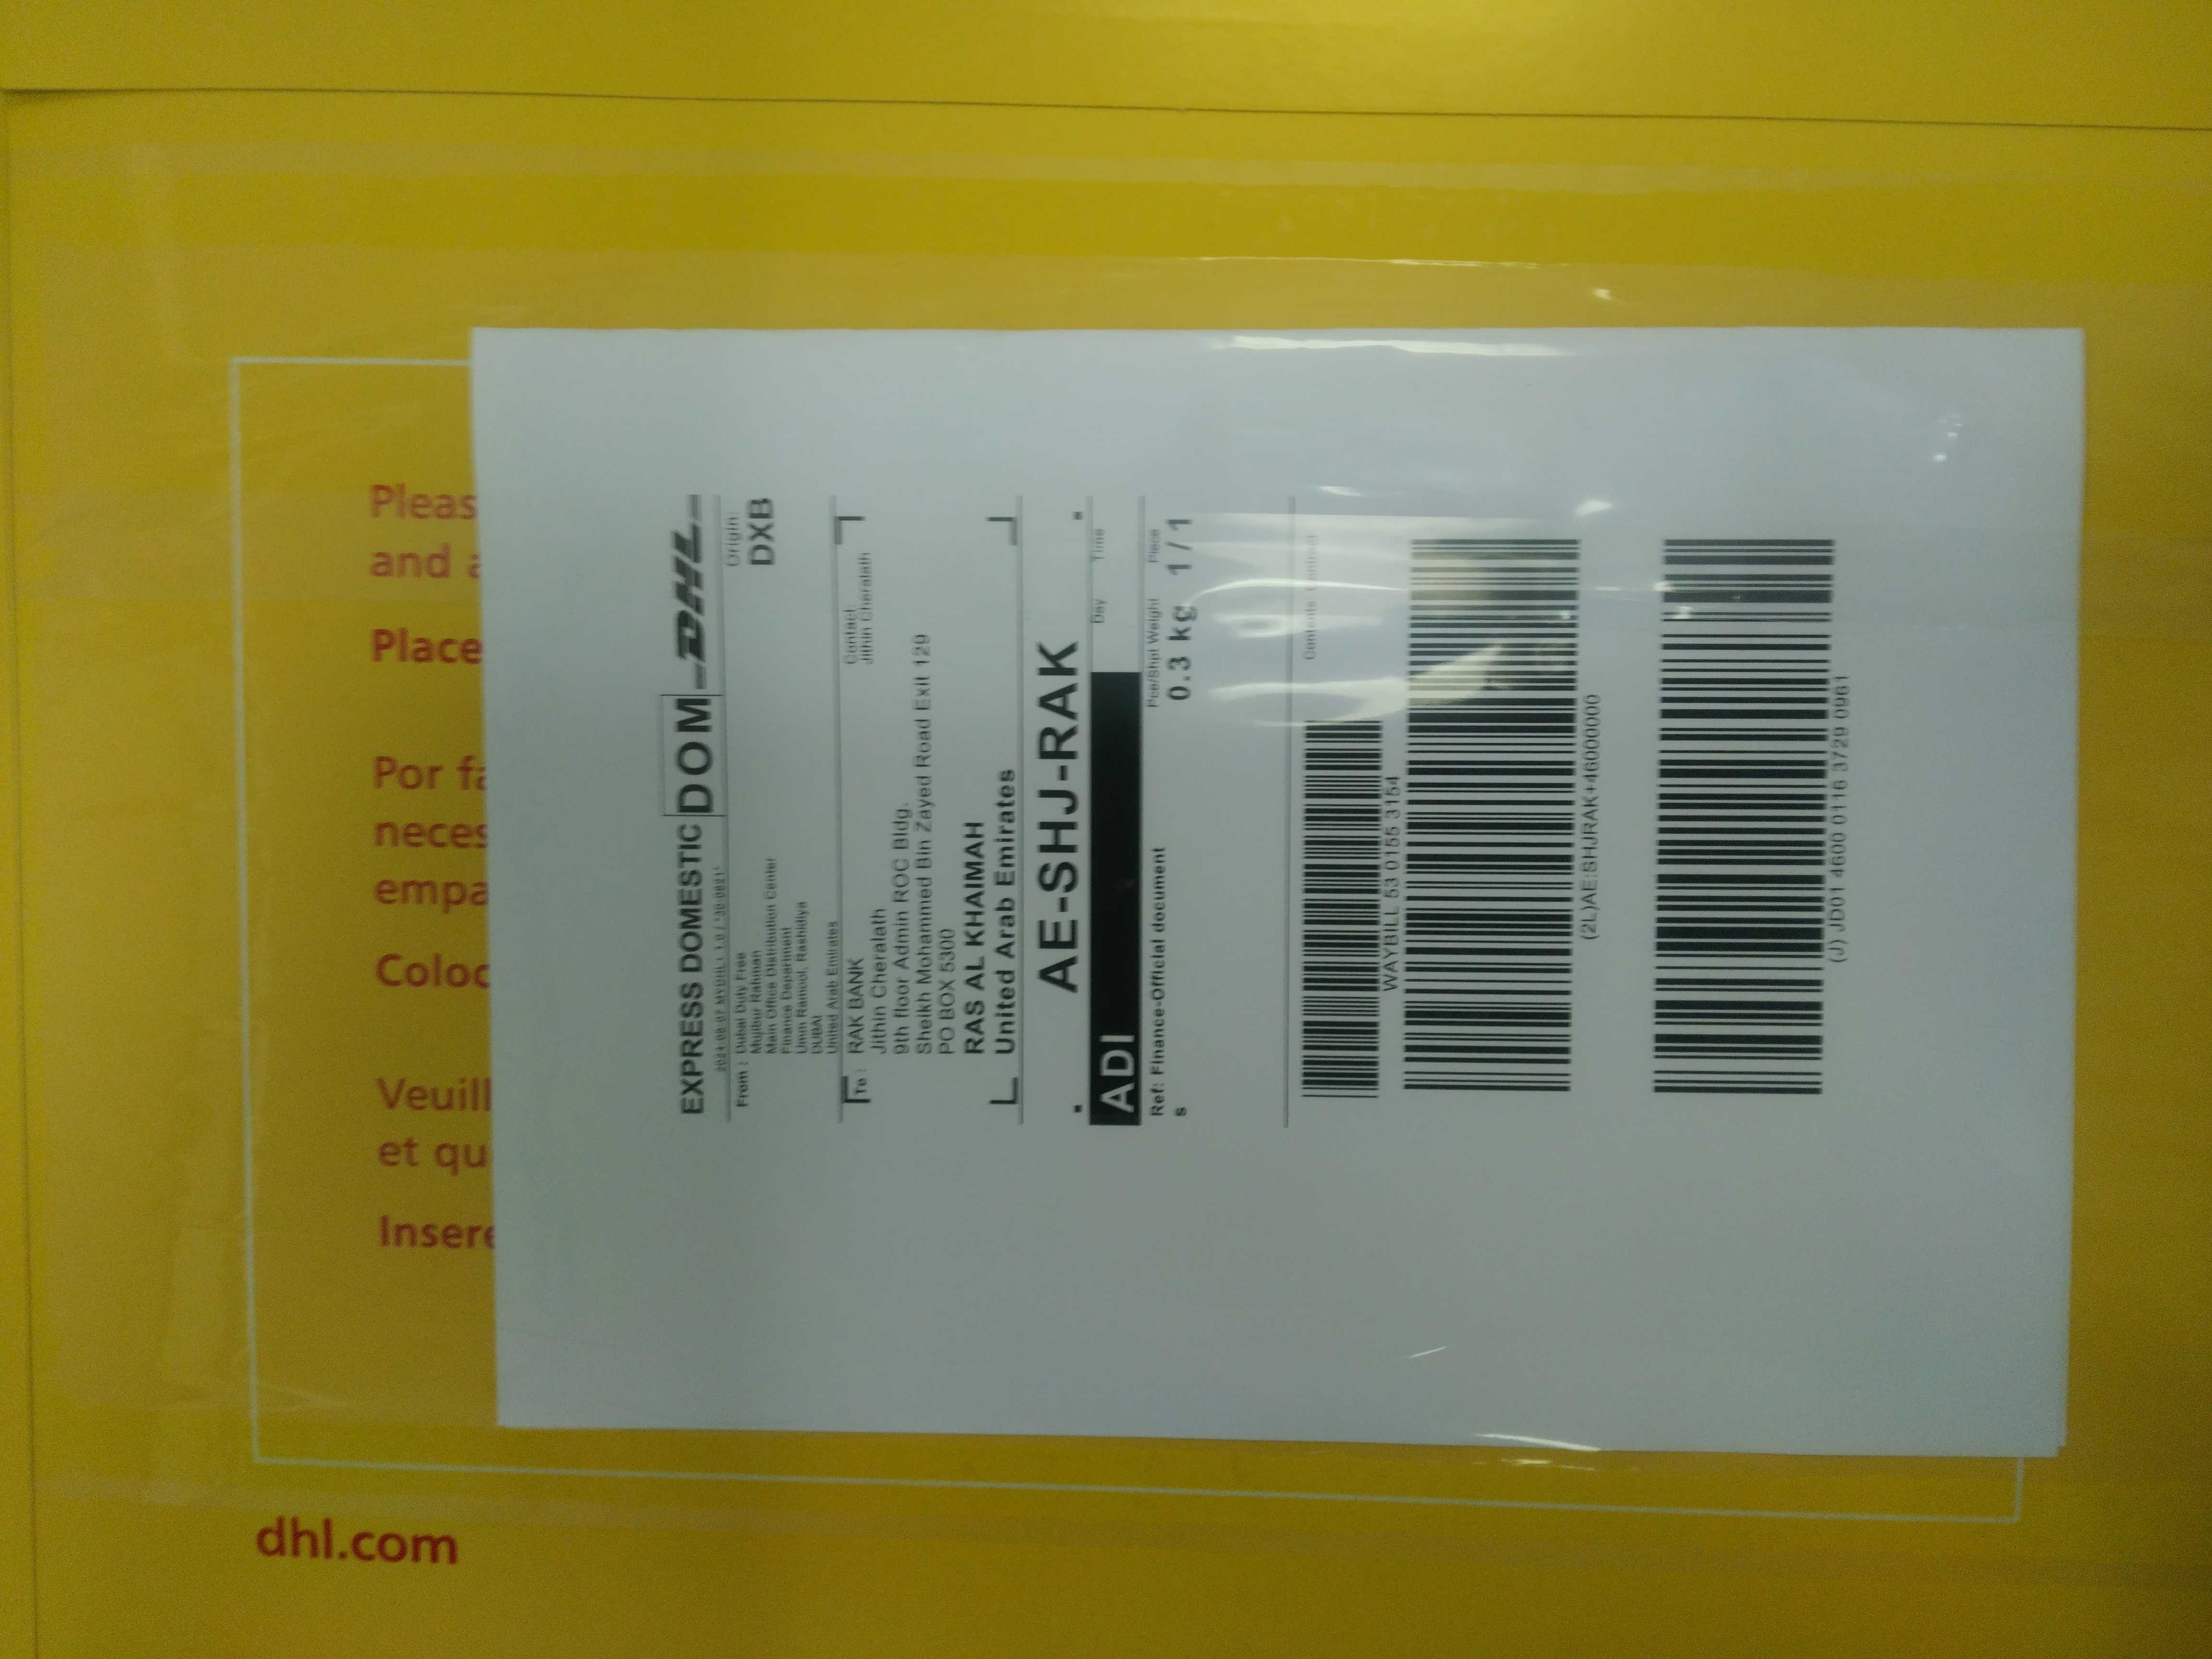 EXPRESS DOMESTIC DOM DHL
Origin:
DXB
From : Dubai Duty Free
Mujibur Rahman
Main Office Distribution Center
Finance Department
Umm Ramool, Rashidiya
DUBAI
United Arab Emirates
To : RAK BANK
Jithin Cheralath
9th floor Admin ROC Bldg.
Sheikh Mohammed Bin Zayed Road Exit 129
PO BOX 5300
RAS AL KHAIMAH
United Arab Emirates
Contact
Jithin Cheralath
AE-SHJ-RAK
ADI
Day Time
Ref: Finance-Official document
s
Pce/Shpt Weight Piece
0.3 kg 1/1
Contents
WAYBILL 53 0155 3154
(2L)AE:SHJRAK+46000000
(J) JD01 4600 0116 3729 0961
Pleas
and a
Place
Por fa
neces
empa
Coloc
Veuill
et qu
Insere
dhl.com